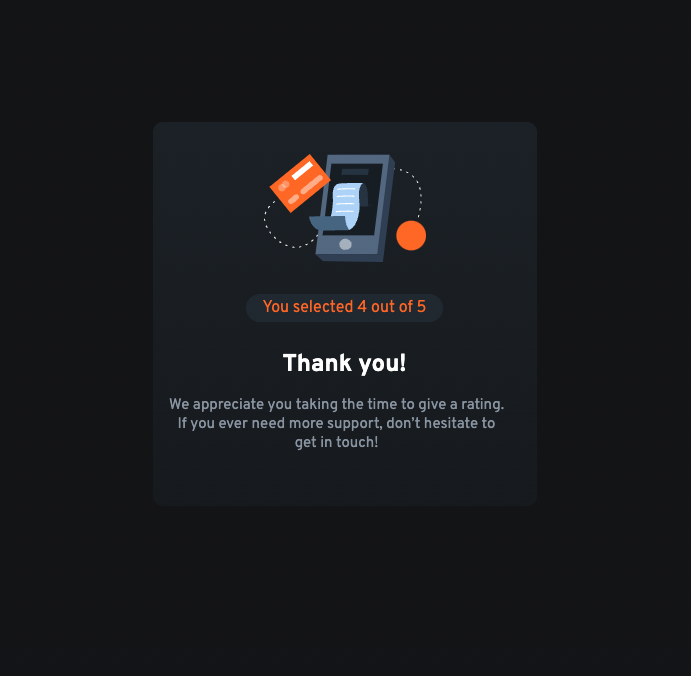 You selected 4 out of 5
Thank you!
We appreciate you taking the time to give a rating.
If you ever need more support, don’t hesitate to
get in touch!